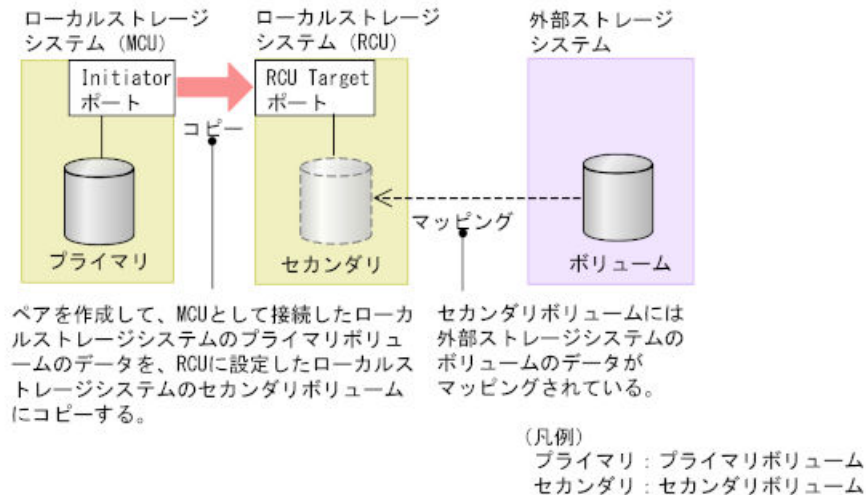 ローカルストレージ
システム(MCU)
ローカルストレージ
システム(RCU)
外部ストレージ
システム
Initiator
ポート
RCU Target
ポート
コピー
マッピング
プライマリ
セカンダリ
ボリューム
ペアを作成して、MCUとして接続したローカ
ルストレージシステムのプライマリボリュ
ームのデータを、RCUに設定したローカルス
トレージシステムのセカンダリボリューム
にコピーする。
セカンダリボリュームには
外部ストレージシステムの
ボリュームのデータが
マッピングされている。
(凡例)
プライマリ:プライマリボリューム
セカンダリ:セカンダリボリューム